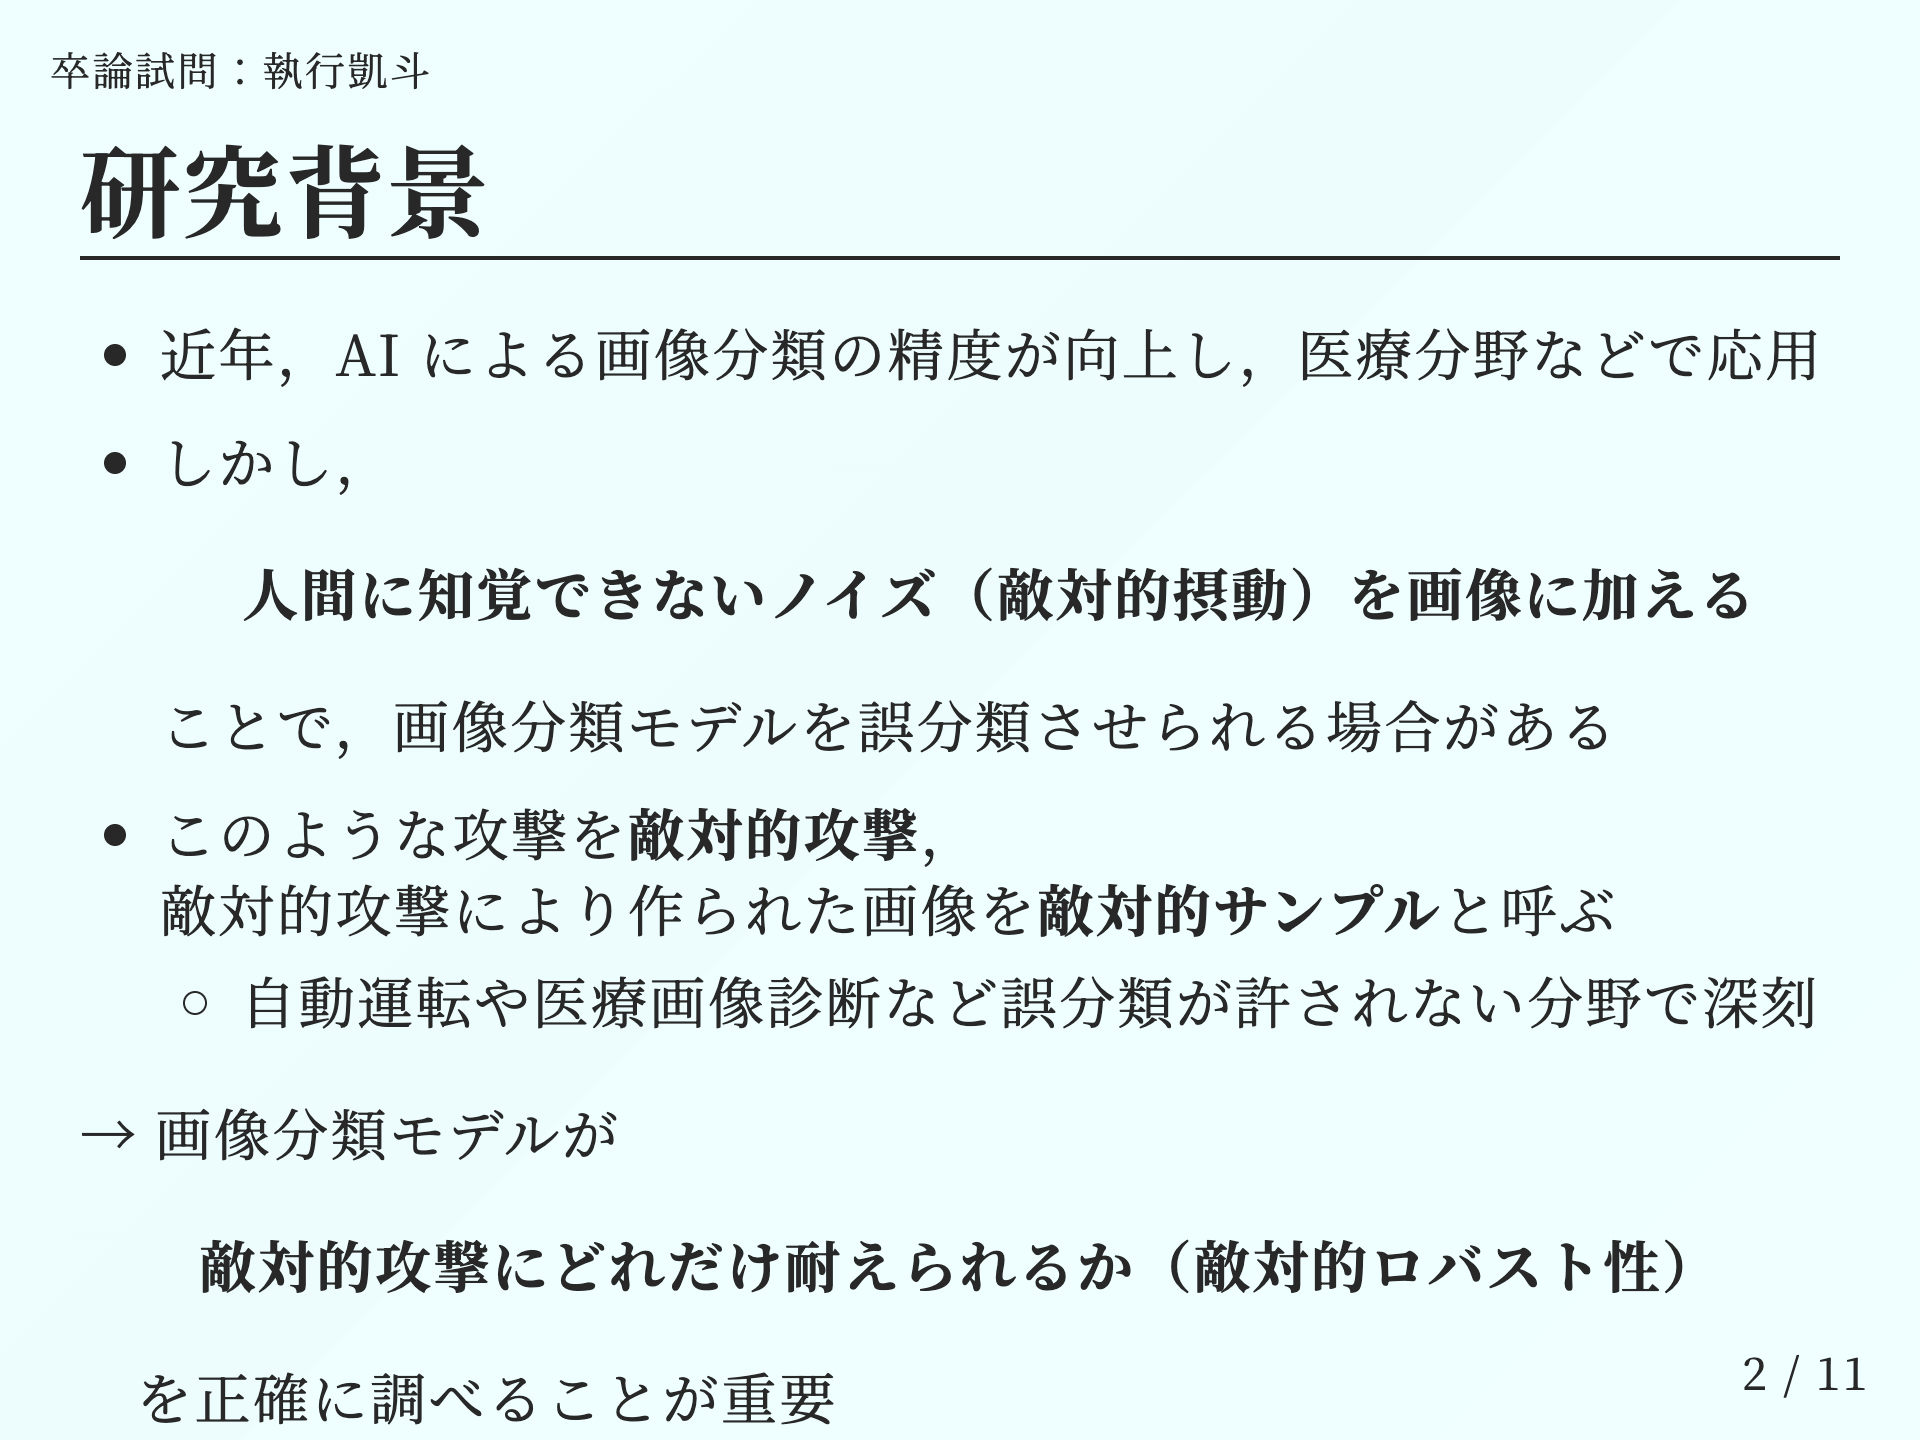 卒論試問：執行凱斗
研究背景
• 近年，AI による画像分類の精度が向上し，医療分野などで応用
• しかし，
人間に知覚できないノイズ（敵対的摂動）を画像に加える
ことで，画像分類モデルを誤分類させられる場合がある
• このような攻撃を敵対的攻撃，
敵対的攻撃により作られた画像を敵対的サンプルと呼ぶ
○ 自動運転や医療画像診断など誤分類が許されない分野で深刻
→ 画像分類モデルが
敵対的攻撃にどれだけ耐えられるか（敵対的ロバスト性）
を正確に調べることが重要
2 / 11